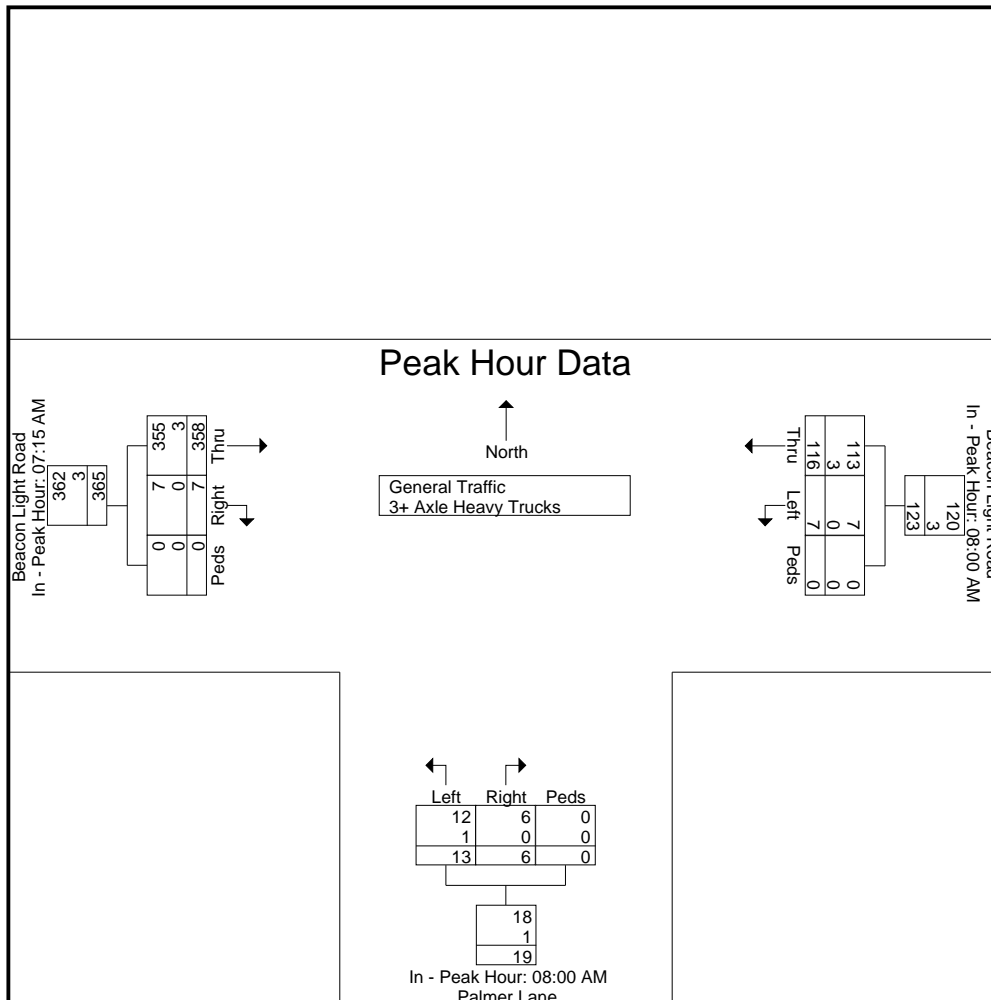 Peak Hour Data
North
General Traffic
3+ Axle Heavy Trucks
Beacon Light Road
In - Peak Hour: 07:15 AM
362
3
365
Thru
355
3
358
Right
7
0
7
Peds
0
0
0
Beacon Light Road
In - Peak Hour: 08:00 AM
120
3
123
Thru
113
3
116
Left
7
0
7
Peds
0
0
0
Left Right Peds
12 6 0
1 0 0
13 6 0
18
1
19
In - Peak Hour: 08:00 AM
Palmer Lane